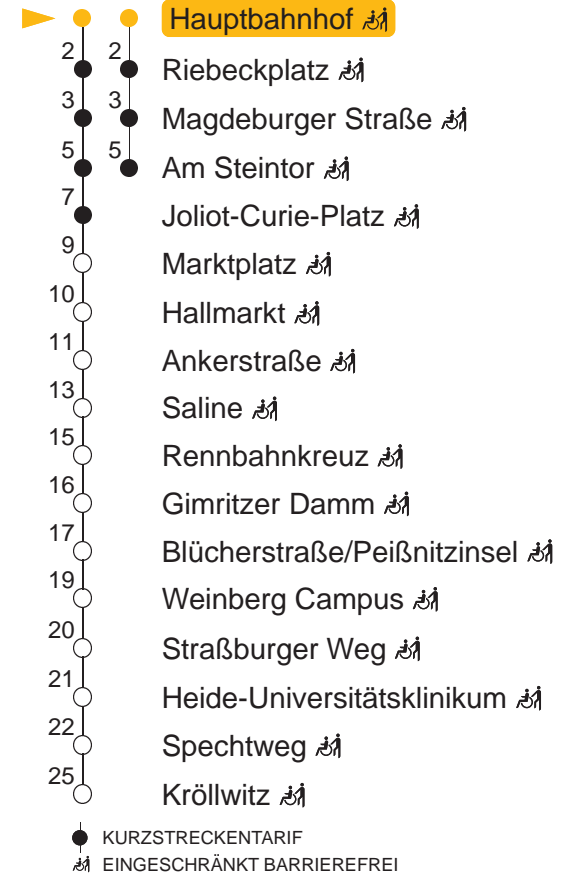 Hauptbahnhof
2 2 Riebeckplatz
3 3 Magdeburger Straße
5 5 Am Steintor
7 Joliot-Curie-Platz
9 Marktplatz
10 Hallmarkt
11 Ankerstraße
13 Saline
15 Rennbahnkreuz
16 Gimritzer Damm
17 Blücherstraße/Peißnitzinsel
19 Weinberg Campus
20 Straßburger Weg
21 Heide-Universitätsklinikum
22 Spechtweg
25 Kröllwitz
KURZSTRECKENTARIF
EINGESCHRÄNKT BARRIEREFREI